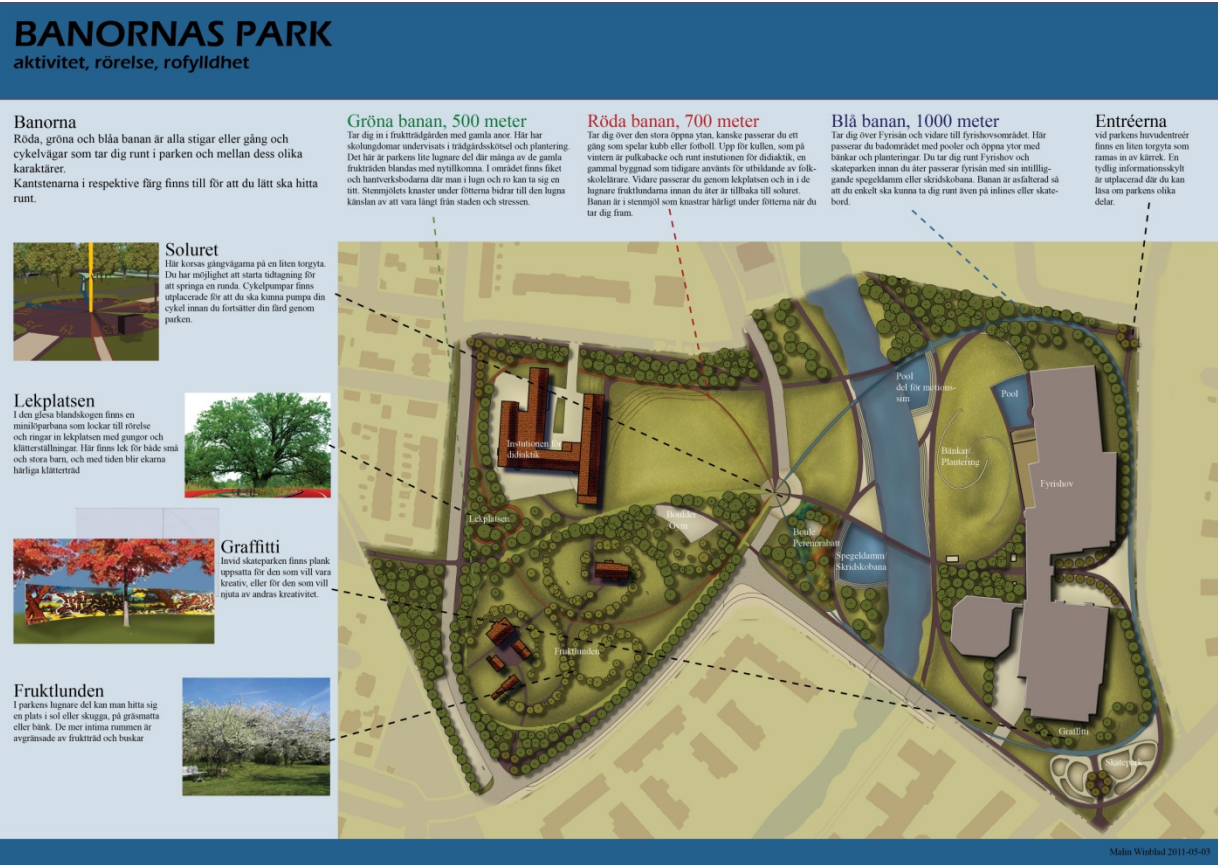 BANORNAS PARK
aktivitet, rörelse, rofylldhet
Banorna
Röda, gröna och blåa banan är alla stigar eller gång och
cykelvägar som tar dig runt i parken och mellan dess olika
karaktärer.
Kantstenarna i respektive färg finns till för att du lätt ska hitta
runt.
Gröna banan, 500 meter
Tar dig in i fruktträdgården med gamla anor. Här har
skolungdomar undervisats i trädgårdsskötsel och plantering.
Det här är parkens lite lugnare del där många av de gamla
fruktträden blandas med nytillkomna. I området finns fiket
och hantverksbodarna där man i lugn och ro kan ta sig en
titt. Stenmjölets knaster under fötterna bidrar till den lugna
känslan av att vara långt från staden och stressen.
Röda banan, 700 meter
Tar dig över den stora öppna ytan, kanske passerar du ett
gäng som spelar kubb eller fotboll. Upp för kullen, som på
vintern är pulkabacke och runt instutionen för didaktik, en
gammal byggnad som tidigare använts för utbildande av folk-
skolelärare. Vidare passerar du genom lekplatsen och in i de
lugnare fruktlundarna innan du åter är tillbaka till soluret.
Banan är i stenmjöl som knastrar härligt under fötterna när du
tar dig fram.
Blå banan, 1000 meter
Tar dig över Fyrisån och vidare till fyrishovsområdet. Här
passerar du badområdet med pooler och öppna ytor med
bänkar och planteringar. Du tar dig runt Fyrishov och
skateparken innan du åter passerar fyrisån med sin intillig-
gande spegeldamm eller skridskobana. Banan är asfalterad så
att du enkelt ska kunna ta dig runt även på inlines eller skate-
bord.
Entréerna
vid parkens huvudentreér
finns en liten torgyta som
ramas in av kärrek. En
tydlig informationsskylt
är utplacerad där du kan
läsa om parkens olika
delar.
Soluret
Här korsas gångvägarna på en liten torgyta.
Du har möjlighet att starta tidtagning för
att springa en runda. Cykelpumpar finns
utplacerade för att du ska kunna pumpa din
cykel innan du fortsätter din färd genom
parken.
Lekplatsen
I den glesa blandskogen finns en
minilöparbana som lockar till rörelse
och ringar in lekplatsen med gungor och
klätterställningar. Här finns lek för både små
och stora barn, och med tiden blir ekarna
härliga klätterträd
Graffitti
Invid skateparken finns plank
uppsatta för den som vill vara
kreativ, eller för den som vill
njuta av andras kreativitet.
Fruktlunden
I parkens lugnare del kan man hitta sig
en plats i sol eller skugga, på gräsmatta
eller bänk. De mer intima rummen är
avgränsade av fruktträd och buskar
Pool
del för motions-
sim
Pool
Instutionen för
didiaktik
Bänkar/
Plantering
Fyrishov
Lekplatsen
Boulder
Boule
Perennrabatt
Spegeldamm/
Skridskobana
Fruktlunden
Graffitti
Skatepark
Malin Winblad 2011-05-03